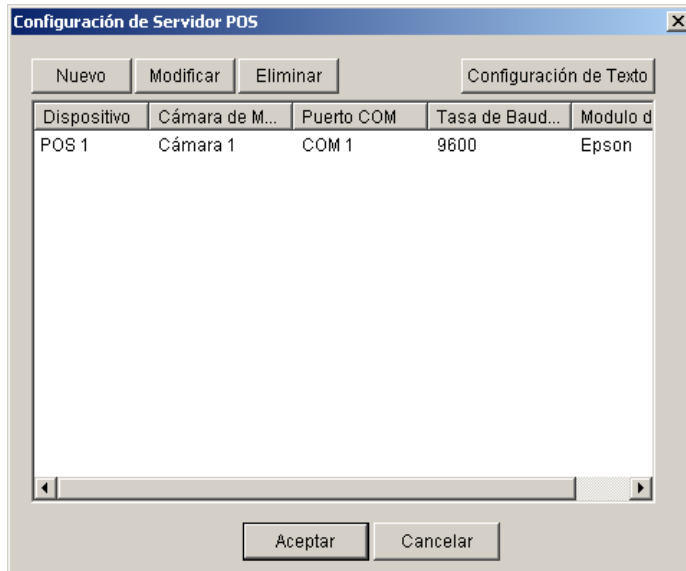 Configuración de Servidor POS
Nuevo Modificar Eliminar Configuración de Texto
Dispositivo Cámara de M... Puerto COM Tasa de Baud... Modulo d
POS 1 Cámara 1 COM 1 9600 Epson
Aceptar Cancelar